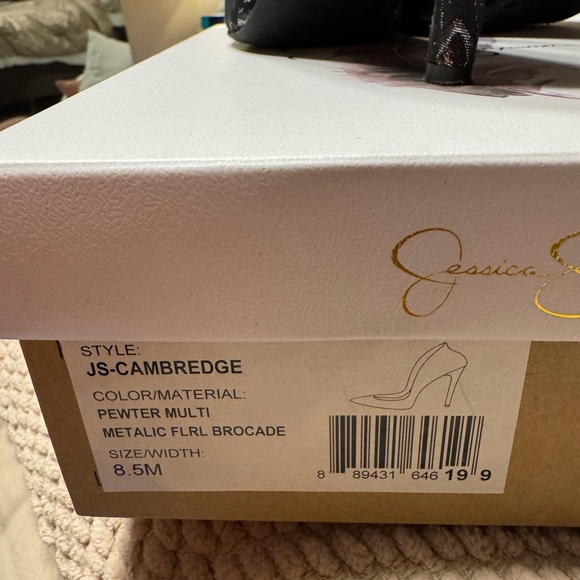 Jessica
STYLE:
JS-CAMBREDGE
COLOR/MATERIAL:
PEWTER MULTI
METALIC FLRL BROCADE
SIZE/WIDTH:
8.5M
8 89431 646 19 9